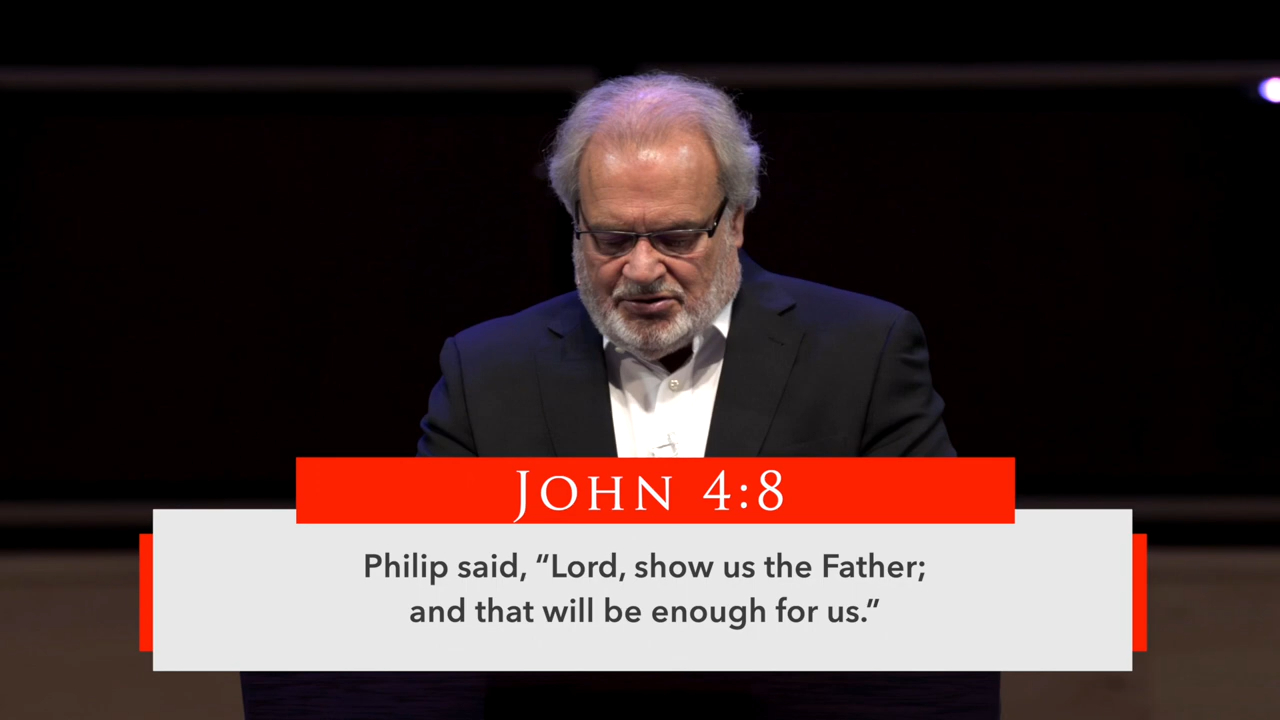 JOHN 4:8
Philip said, “Lord, show us the Father;
and that will be enough for us.”